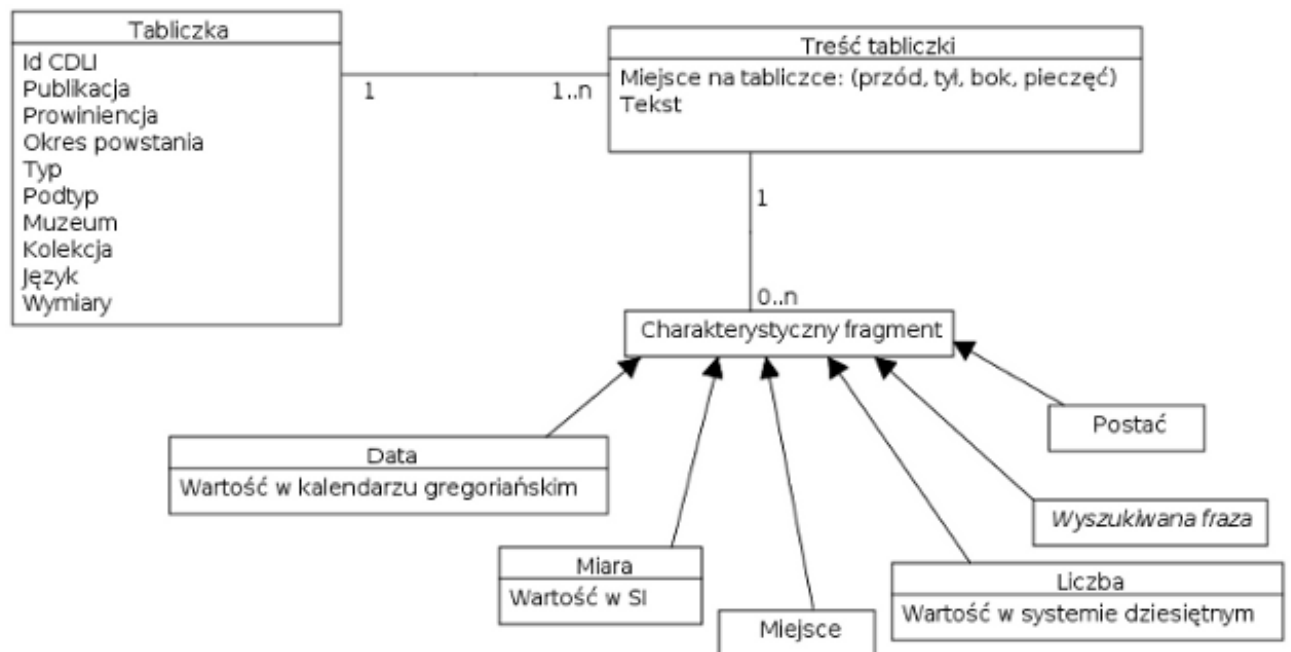 Tabliczka
Id CDLI
Publikacja
Prowiniencja
Okres powstania
Typ
Podtyp
Muzeum
Kolekcja
Język
Wymiary
1
1..n
Treść tabliczki
Miejsce na tabliczce: (przód, tył, bok, pieczęć)
Tekst
1
0..n
Charakterystyczny fragment
Postać
Data
Wartość w kalendarzu gregoriańskim
Wyszukiwana fraza
Miara
Wartość w SI
Liczba
Wartość w systemie dziesiętnym
Miejsce